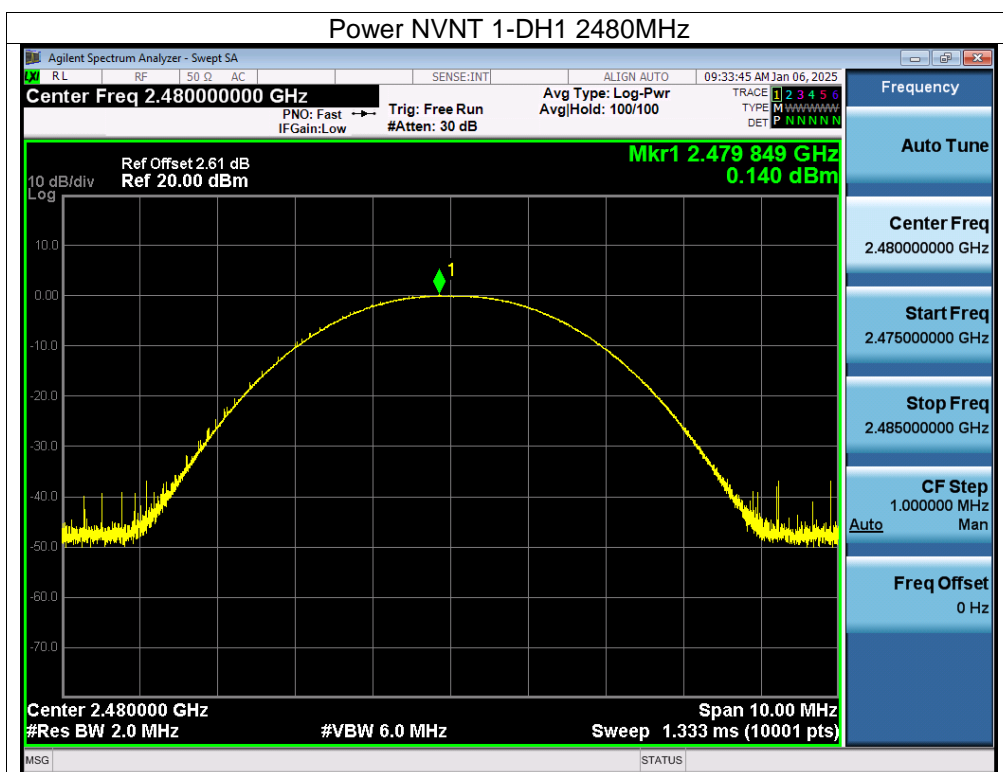 Power NVNT 1-DH1 2480MHz
Agilent Spectrum Analyzer - Swept SA
LXI RL RF 50 Ω AC SENSE:INT ALIGN AUTO 09:33:45 AM Jan 06, 2025
Center Freq 2.480000000 GHz
PNO: Fast
IFGain:Low
Trig: Free Run
#Atten: 30 dB
Avg Type: Log-Pwr
Avg|Hold: 100/100
TRACE 1 2 3 4 5 6
TYPE M WWWWW
DET P N N N N N
Ref Offset 2.61 dB
10 dB/div Ref 20.00 dBm
Log
Mkr1 2.479 849 GHz
0.140 dBm
10.0
0.00
-10.0
-20.0
-30.0
-40.0
-50.0
-60.0
-70.0
1
Center 2.480000 GHz Span 10.00 MHz
#Res BW 2.0 MHz #VBW 6.0 MHz Sweep 1.333 ms (10001 pts)
MSG STATUS
Frequency
Auto Tune
Center Freq
2.480000000 GHz
Start Freq
2.475000000 GHz
Stop Freq
2.485000000 GHz
CF Step
1.000000 MHz
Auto Man
Freq Offset
0 Hz